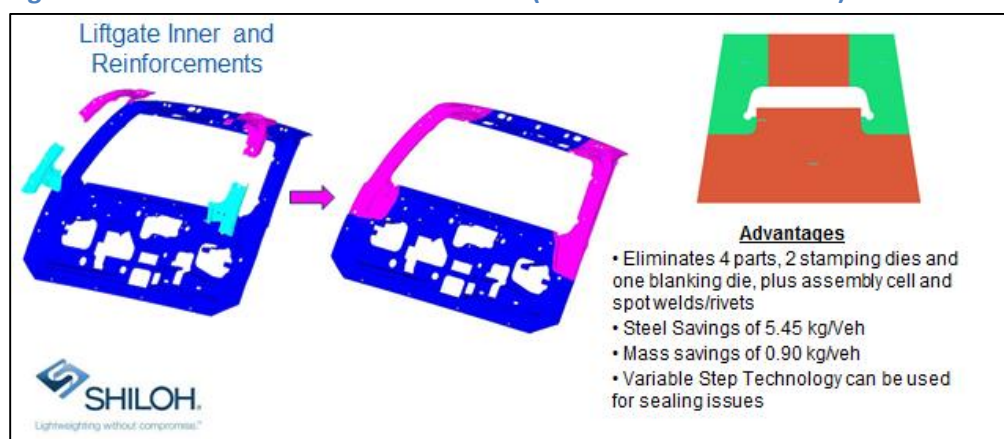 Liftgate Inner and
Reinforcements
Advantages
• Eliminates 4 parts, 2 stamping dies and
one blanking die, plus assembly cell and
spot welds/rivets
• Steel Savings of 5.45 kg/Veh
• Mass savings of 0.90 kg/veh
• Variable Step Technology can be used
for sealing issues
SHILOH.
Lightweighting without compromise.™